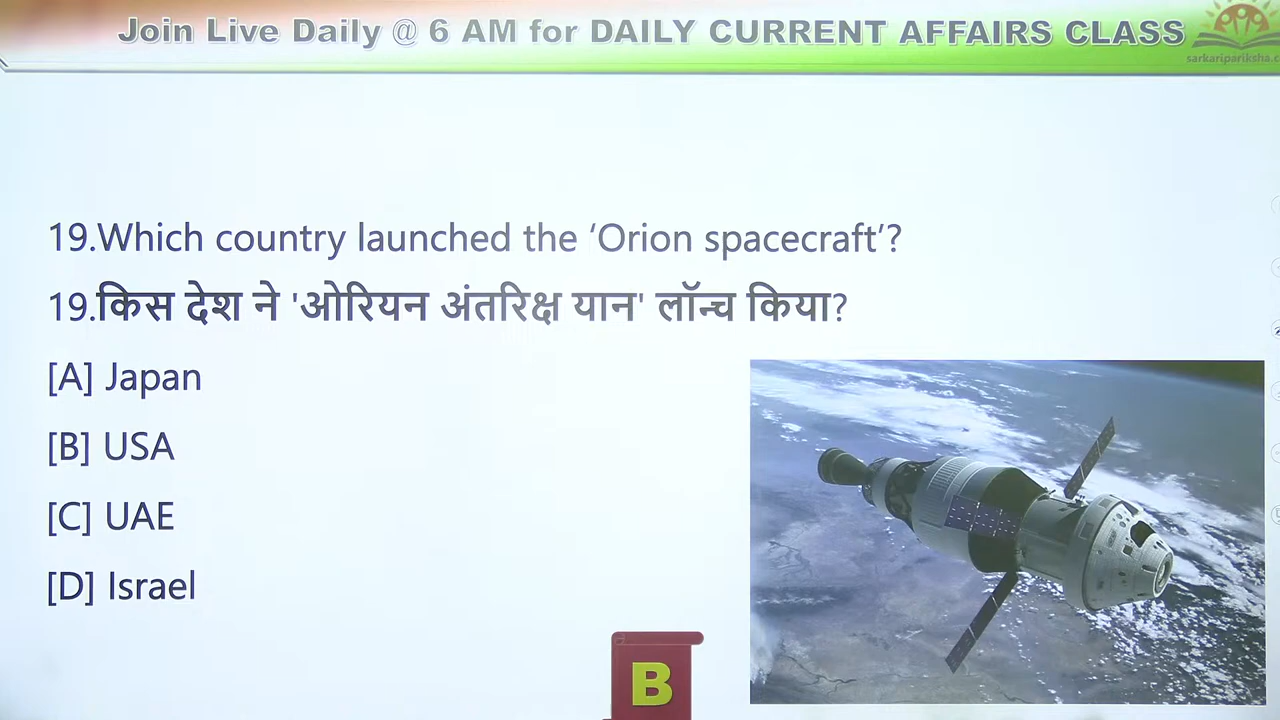 Join Live Daily @ 6 AM for DAILY CURRENT AFFAIRS CLASS
sarkaripariksha.c
19.Which country launched the ‘Orion spacecraft’?
19.किस देश ने 'ओरियन अंतरिक्ष यान' लॉन्च किया?
[A] Japan
[B] USA
[C] UAE
[D] Israel
B